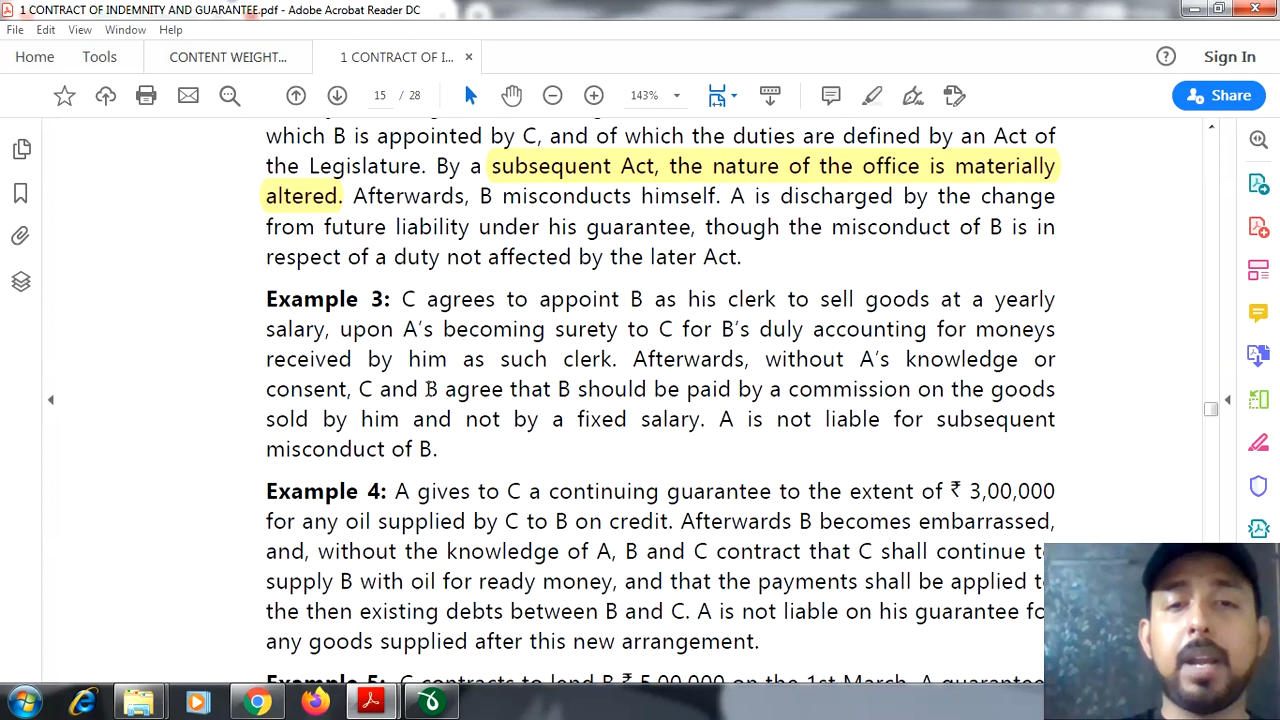 1 CONTRACT OF INDEMNITY AND GUARANTEE.pdf - Adobe Acrobat Reader DC
File Edit View Window Help
Home Tools CONTENT WEIGHT... 1 CONTRACT OF I... ×
Sign In
15 / 28
143%
Share
which B is appointed by C, and of which the duties are defined by an Act of
the Legislature. By a subsequent Act, the nature of the office is materially
altered. Afterwards, B misconducts himself. A is discharged by the change
from future liability under his guarantee, though the misconduct of B is in
respect of a duty not affected by the later Act.
Example 3: C agrees to appoint B as his clerk to sell goods at a yearly
salary, upon A's becoming surety to C for B's duly accounting for moneys
received by him as such clerk. Afterwards, without A's knowledge or
consent, C and B agree that B should be paid by a commission on the goods
sold by him and not by a fixed salary. A is not liable for subsequent
misconduct of B.
Example 4: A gives to C a continuing guarantee to the extent of ₹ 3,00,000
for any oil supplied by C to B on credit. Afterwards B becomes embarrassed,
and, without the knowledge of A, B and C contract that C shall continue
supply B with oil for ready money, and that the payments shall be applied
the then existing debts between B and C. A is not liable on his guarantee
any goods supplied after this new arrangement.